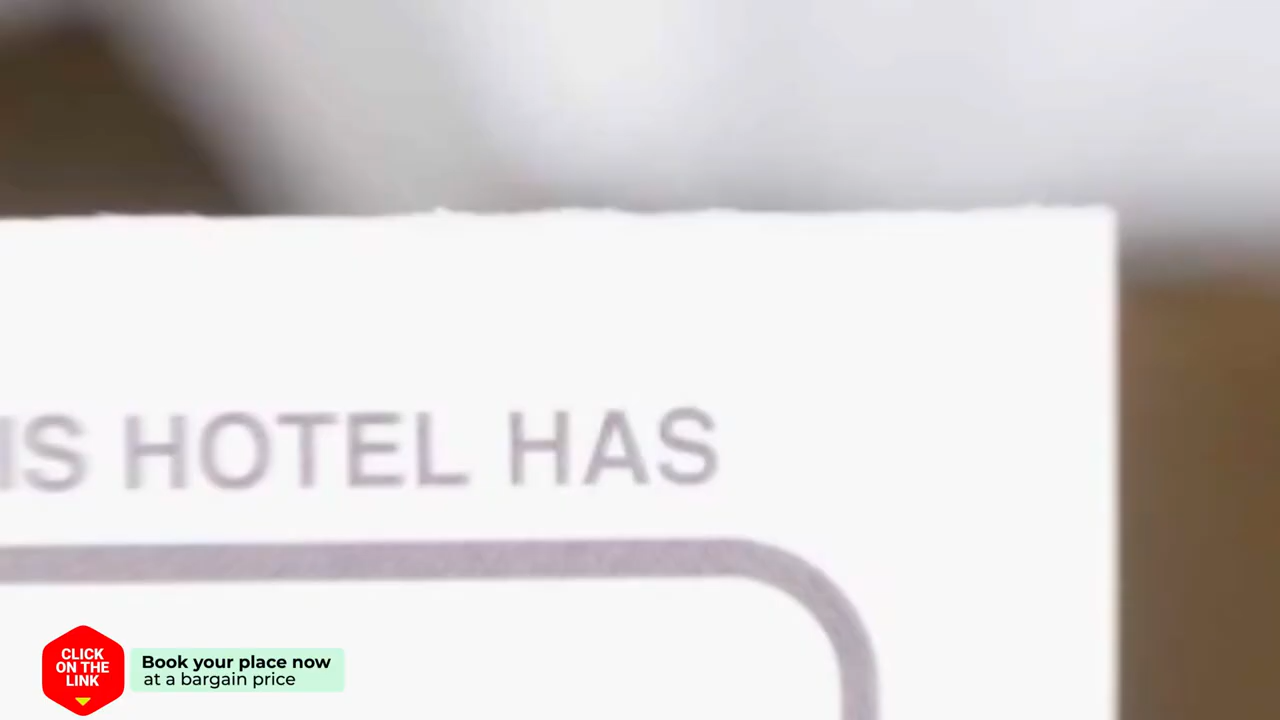 IS HOTEL HAS
CLICK
ON THE
LINK
Book your place now
at a bargain price